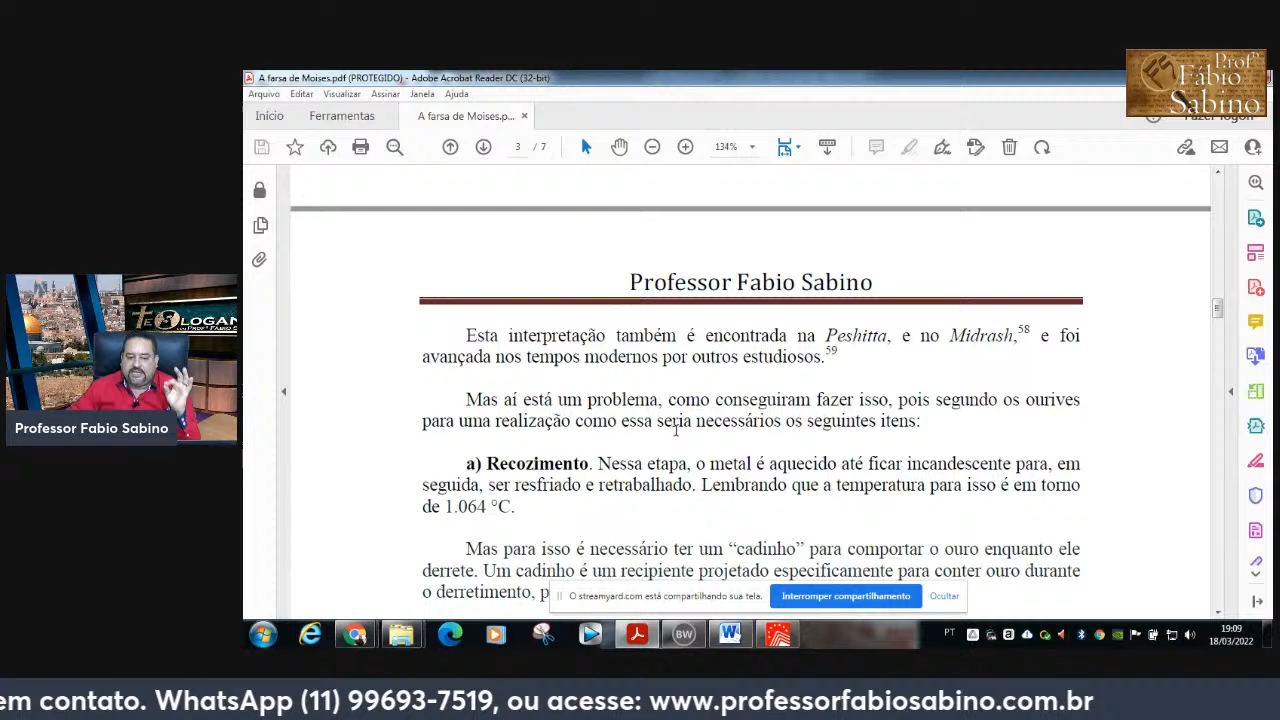 Profº
Fábio
Sabino
A farsa de Moises.pdf (PROTEGIDO) - Adobe Acrobat Reader DC (32-bit)
Arquivo Editar Visualizar Assinar Janela Ajuda
Início Ferramentas A farsa de Moises.p... ×
3 / 7 134%
Professor Fabio Sabino
Esta interpretação também é encontrada na Peshitta, e no Midrash,58 e foi
avançada nos tempos modernos por outros estudiosos.59
Mas aí está um problema, como conseguiram fazer isso, pois segundo os ourives
para uma realização como essa seria necessários os seguintes itens:
a) Recozimento. Nessa etapa, o metal é aquecido até ficar incandescente para, em
seguida, ser resfriado e retrabalhado. Lembrando que a temperatura para isso é em torno
de 1.064 °C.
Mas para isso é necessário ter um “cadinho” para comportar o ouro enquanto ele
derrete. Um cadinho é um recipiente projetado especificamente para conter ouro durante
o derretimento, p
O streamyard.com está compartilhando sua tela. Interromper compartilhamento Ocultar
Professor Fabio Sabino
BW
PT 19:09
18/03/2022
em contato. WhatsApp (11) 99693-7519, ou acesse: www.professorfabiosabino.com.br